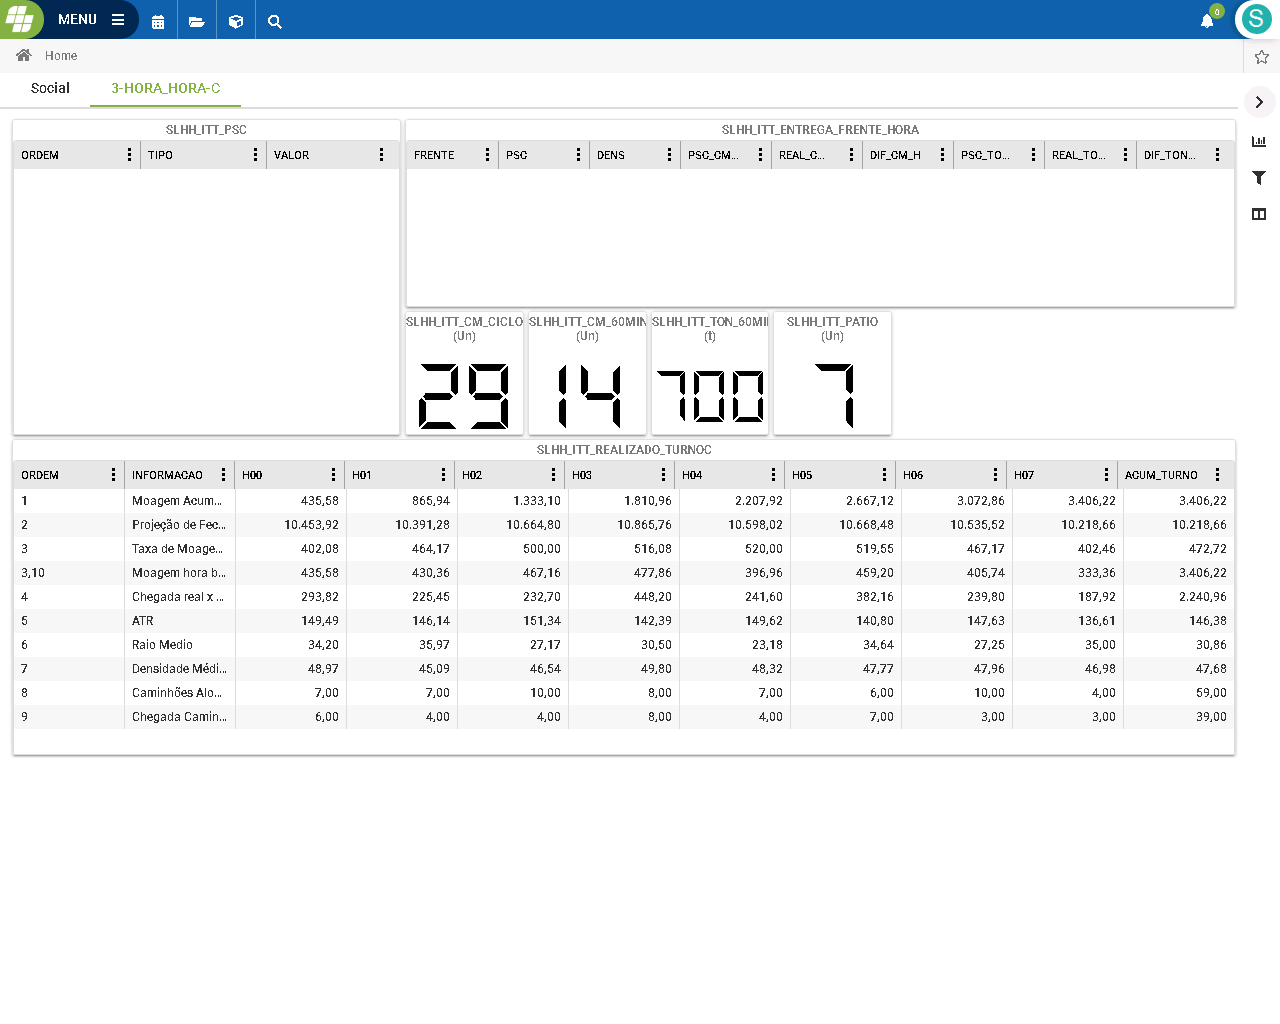 MENU
0
S
Home
Social
3-HORA_HORA-C
SLHH_ITT_PSC
ORDEM TIPO VALOR
SLHH_ITT_ENTREGA_FRENTE_HORA
FRENTE PSC DENS PSC_CM... REAL_C... DIF_CM_H PSC_TO... REAL_TO... DIF_TON...
SLHH_ITT_CM_CICLO
(Un)
29
SLHH_ITT_CM_60MIN
(Un)
14
SLHH_ITT_TON_60MI
(t)
700
SLHH_ITT_PATIO
(Un)
7
SLHH_ITT_REALIZADO_TURNOC
ORDEM INFORMACAO H00 H01 H02 H03 H04 H05 H06 H07 ACUM_TURNO
1 Moagem Acum... 435,58 865,94 1.333,10 1.810,96 2.207,92 2.667,12 3.072,86 3.406,22 3.406,22
2 Projeção de Fec... 10.453,92 10.391,28 10.664,80 10.865,76 10.598,02 10.668,48 10.535,52 10.218,66 10.218,66
3 Taxa de Moage... 402,08 464,17 500,00 516,08 520,00 519,55 467,17 402,46 472,72
3,10 Moagem hora b... 435,58 430,36 467,16 477,86 396,96 459,20 405,74 333,36 3.406,22
4 Chegada real x ... 293,82 225,45 232,70 448,20 241,60 382,16 239,80 187,92 2.240,96
5 ATR 149,49 146,14 151,34 142,39 149,62 140,80 147,63 136,61 146,38
6 Raio Medio 34,20 35,97 27,17 30,50 23,18 34,64 27,25 35,00 30,86
7 Densidade Médi... 48,97 45,09 46,54 49,80 48,32 47,77 47,96 46,98 47,68
8 Caminhões Alo... 7,00 7,00 10,00 8,00 7,00 6,00 10,00 4,00 59,00
9 Chegada Camin... 6,00 4,00 4,00 8,00 4,00 7,00 3,00 3,00 39,00